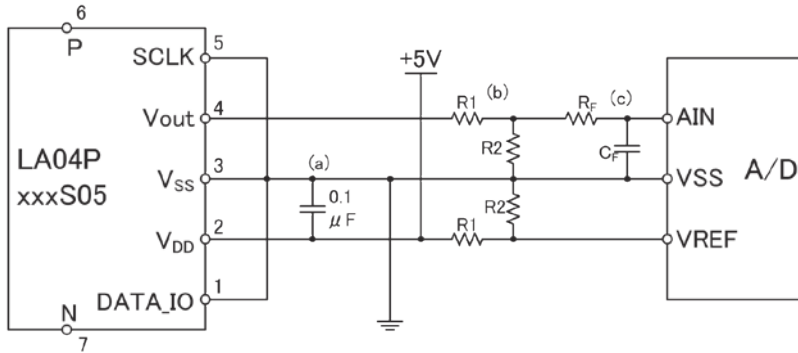 6
P
SCLK
5
+5V
R1
(b)
RF
(c)
Vout
4
AIN
R2
CF
LA04P
xxxS05
3
(a)
VSS
VSS
A/D
0.1
μF
R2
2
VDD
R1
VREF
1
DATA_IO
N
7